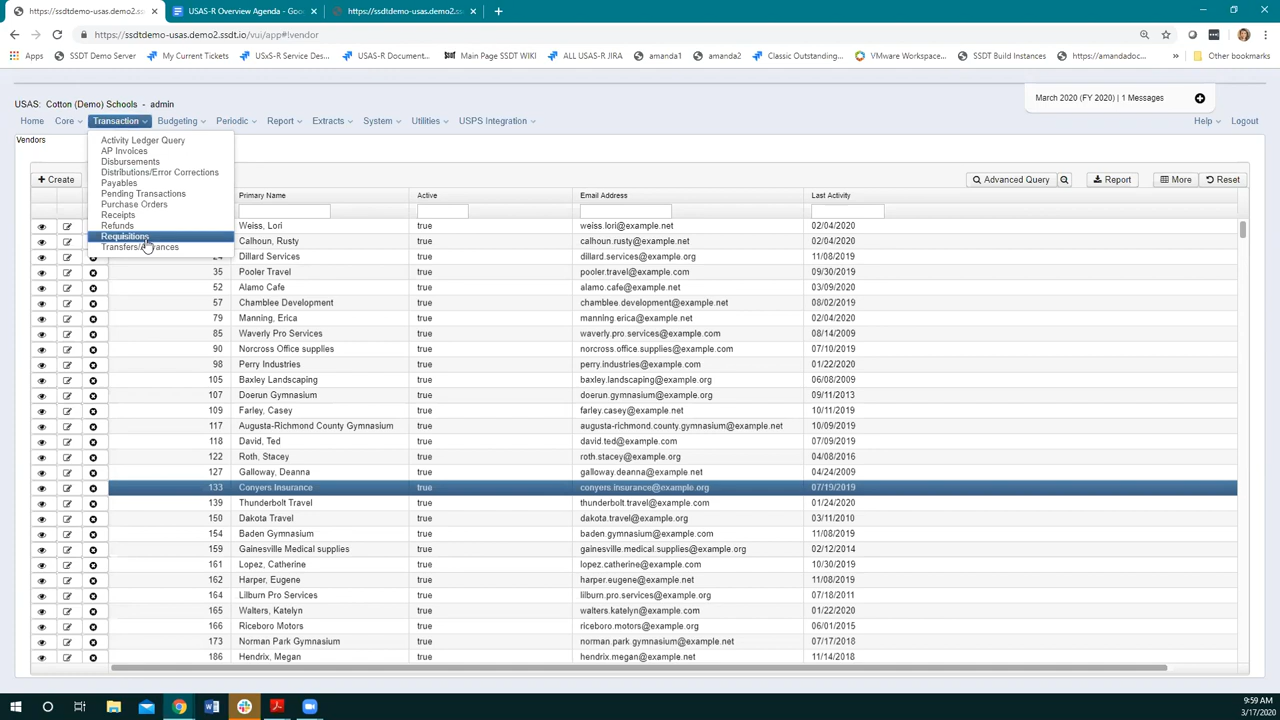 https://ssdtdemo-usas.demo2.ssdt.io...
USAS-R Overview Agenda - Goo
https://ssdtdemo-usas.demo2.ss...
https://ssdtdemo-usas.demo2.ssdt.io/vui/app#!vendor
Apps SSDT Demo Server My Current Tickets USxS-R Service Des... USAS-R Document... Main Page SSDT WIKI ALL USAS-R JIRA amanda1 amanda2 Classic Outstanding... VMware Workspace... SSDT Build Instances https://amandadoc... » Other bookmarks
March 2020 (FY 2020) | 1 Messages
USAS: Cotton (Demo) Schools - admin
Home Core Transaction Budgeting Periodic Report Extracts System Utilities USPS Integration Help Logout
Vendors
Activity Ledger Query
AP Invoices
Disbursements
Distributions/Error Corrections
Payables
Pending Transactions
Purchase Orders
Receipts
Refunds
Requisitions
Create Advanced Query Report More Reset
Primary Name Active Email Address Last Activity
Weiss, Lori true weiss.lori@example.net 02/04/2020
Calhoun, Rusty true calhoun.rusty@example.net 02/04/2020
24 Dillard Services true dillard.services@example.org 11/08/2019
35 Pooler Travel true pooler.travel@example.com 09/30/2019
52 Alamo Cafe true alamo.cafe@example.net 03/09/2020
57 Chamblee Development true chamblee.development@example.com 08/02/2019
79 Manning, Erica true manning.erica@example.net 02/04/2020
85 Waverly Pro Services true waverly.pro.services@example.com 08/14/2009
90 Norcross Office supplies true norcross.office.supplies@example.com 07/10/2019
98 Perry Industries true perry.industries@example.com 01/22/2020
105 Baxley Landscaping true baxley.landscaping@example.org 06/08/2009
107 Doerun Gymnasium true doerun.gymnasium@example.com 09/11/2013
109 Farley, Casey true farley.casey@example.net 10/11/2019
117 Augusta-Richmond County Gymnasium true augusta-richmond.county.gymnasium@example.net 10/09/2019
118 David, Ted true david.ted@example.com 07/09/2019
122 Roth, Stacey true roth.stacey@example.org 04/08/2016
127 Galloway, Deanna true galloway.deanna@example.net 04/24/2009
133 Conyers Insurance true conyers.insurance@example.org 07/19/2019
139 Thunderbolt Travel true thunderbolt.travel@example.com 01/24/2020
150 Dakota Travel true dakota.travel@example.org 03/11/2010
154 Baden Gymnasium true baden.gymnasium@example.com 11/08/2019
159 Gainesville Medical supplies true gainesville.medical.supplies@example.net 02/12/2014
161 Lopez, Catherine true lopez.catherine@example.com 10/30/2019
162 Harper, Eugene true harper.eugene@example.net 11/08/2019
164 Lilburn Pro Services true lilburn.pro.services@example.com 07/18/2011
165 Walters, Katelyn true walters.katelyn@example.com 01/22/2020
166 Riceboro Motors true riceboro.motors@example.org 06/01/2015
173 Norman Park Gymnasium true norman.park.gymnasium@example.com 07/17/2018
186 Hendrix, Megan true hendrix.megan@example.net 11/14/2018
9:59 AM
3/17/2020